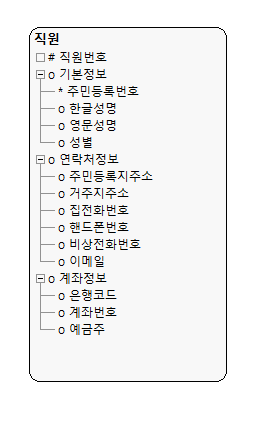 직원
# 직원번호
o 기본정보
* 주민등록번호
o 한글성명
o 영문성명
o 성별
o 연락처정보
o 주민등록지주소
o 거주지주소
o 집전화번호
o 핸드폰번호
o 비상전화번호
o 이메일
o 계좌정보
o 은행코드
o 계좌번호
o 예금주